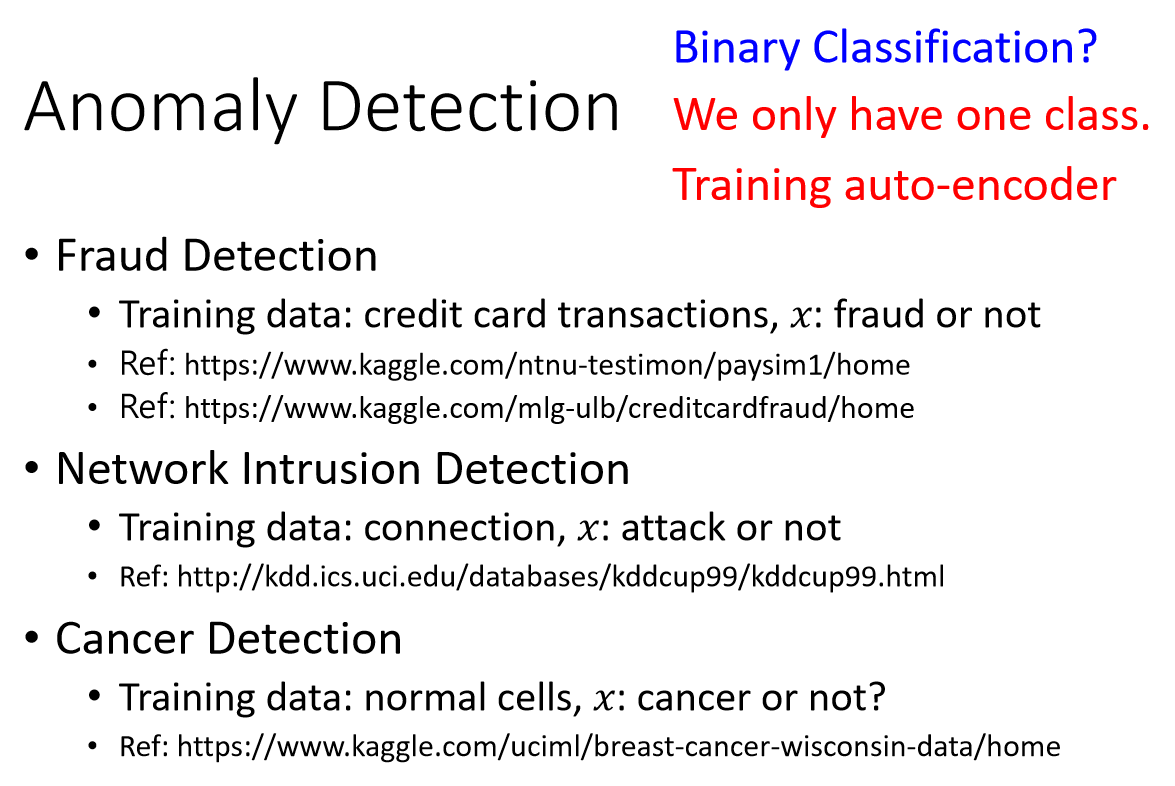 Anomaly Detection
Binary Classification?
We only have one class.
Training auto-encoder
• Fraud Detection
• Training data: credit card transactions, 𝑥: fraud or not
• Ref: https://www.kaggle.com/ntnu-testimon/paysim1/home
• Ref: https://www.kaggle.com/mlg-ulb/creditcardfraud/home
• Network Intrusion Detection
• Training data: connection, 𝑥: attack or not
• Ref: http://kdd.ics.uci.edu/databases/kddcup99/kddcup99.html
• Cancer Detection
• Training data: normal cells, 𝑥: cancer or not?
• Ref: https://www.kaggle.com/uciml/breast-cancer-wisconsin-data/home